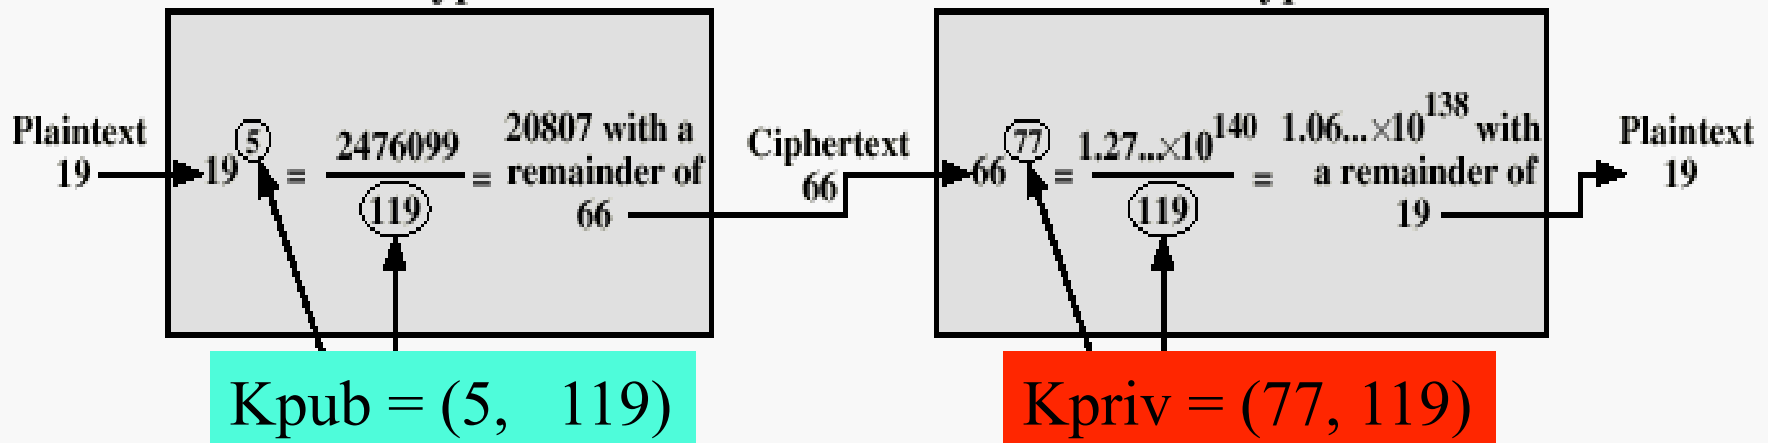 Plaintext
19
19^5 = 2476099 / 119 = 20807 with a remainder of 66
Ciphertext
66
66^77 = 1.27...×10^140 / 119 = 1.06...×10^138 with a remainder of 19
Plaintext
19
Kpub = (5, 119)
Kpriv = (77, 119)